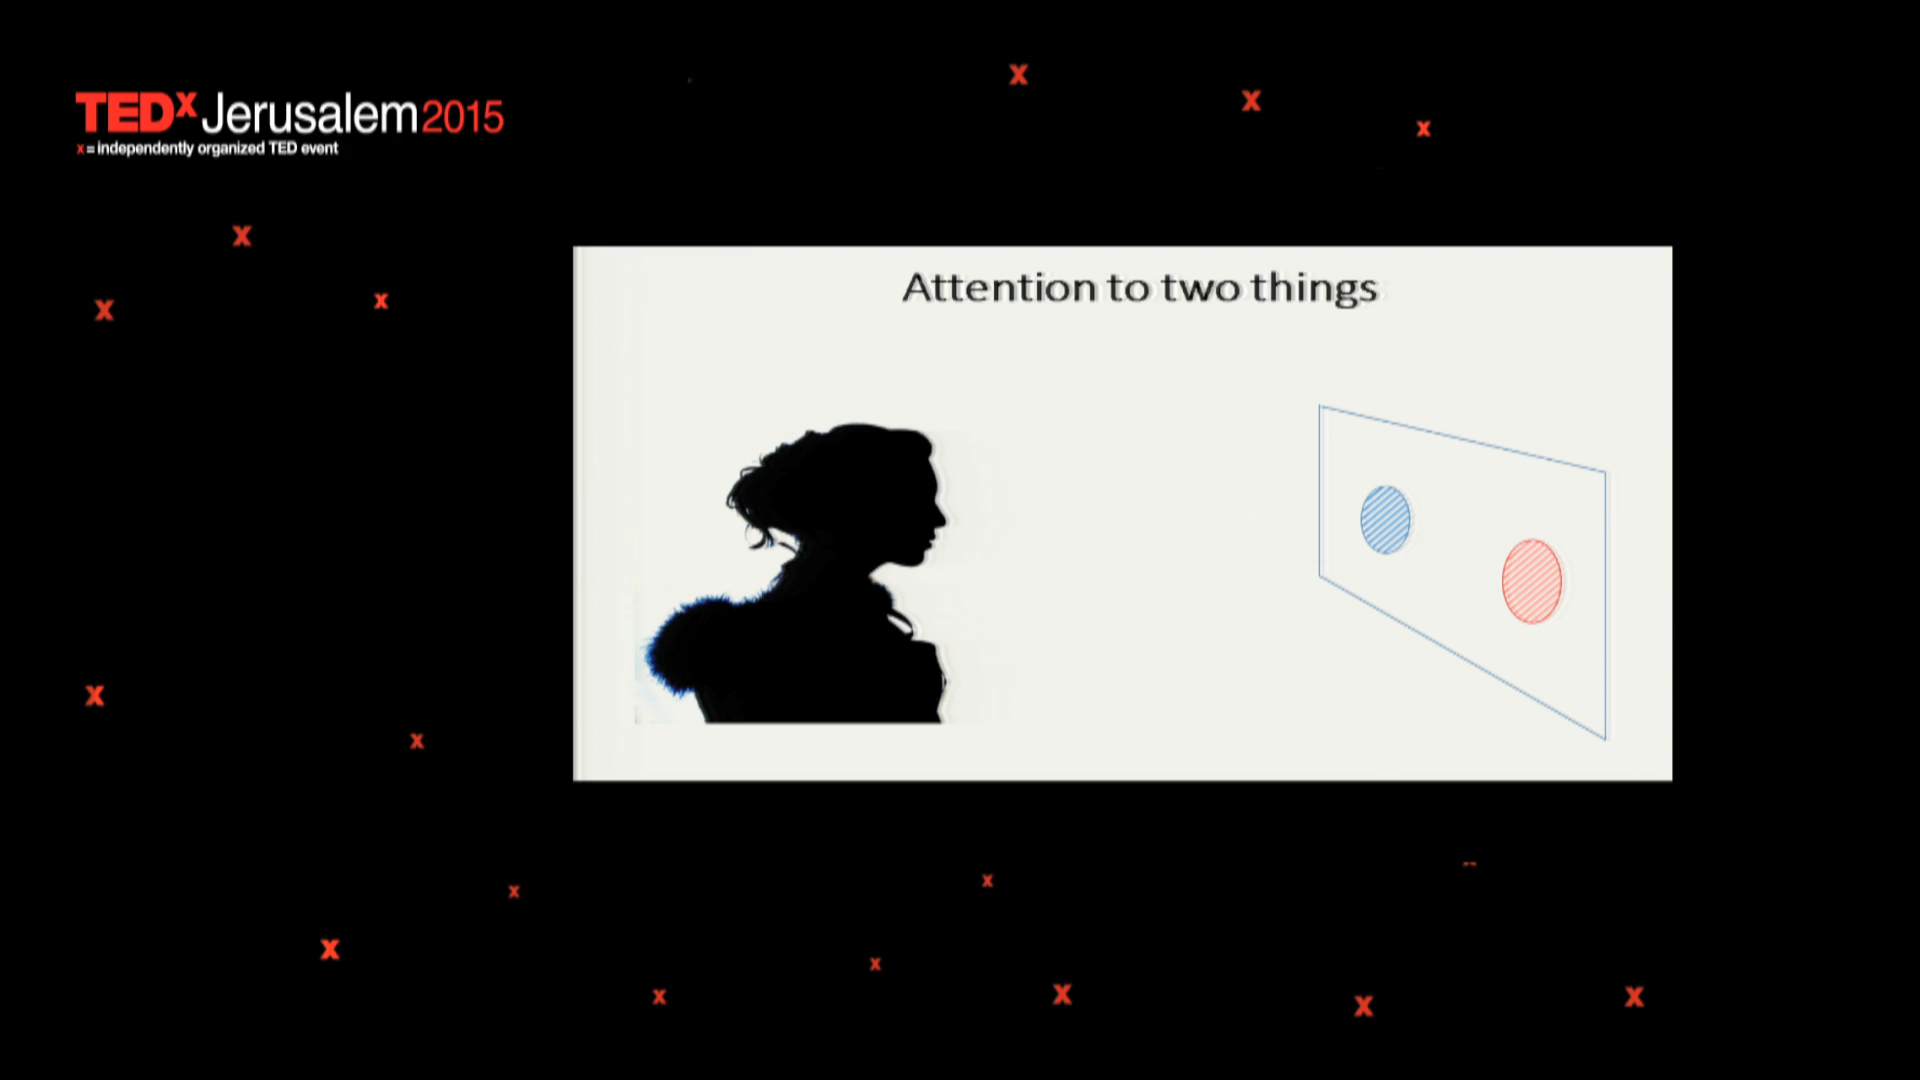 TEDxJerusalem2015
x=independently organized TED event
Attention to two things